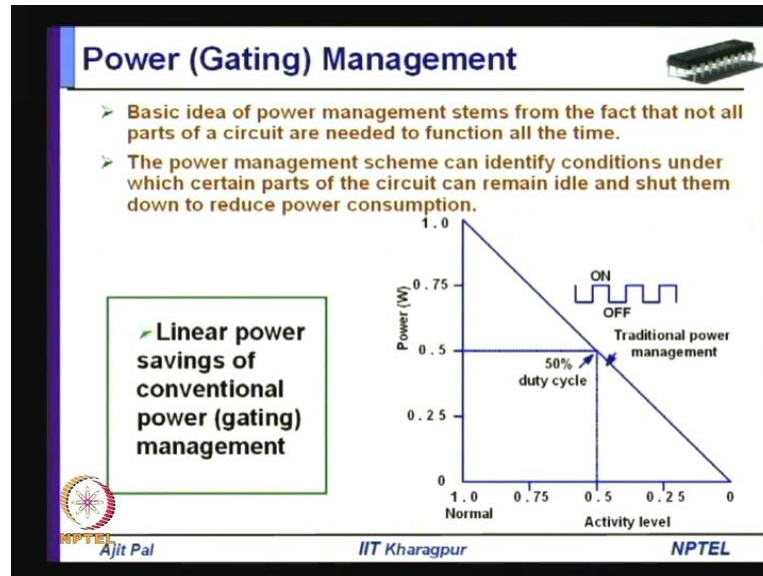 Power (Gating) Management
➢ Basic idea of power management stems from the fact that not all
parts of a circuit are needed to function all the time.
➢ The power management scheme can identify conditions under
which certain parts of the circuit can remain idle and shut them
down to reduce power consumption.
➢Linear power
savings of
conventional
power (gating)
management
Power (W)
1.0
0.75
0.5
0.25
0
ON
OFF
Traditional power
management
50%
duty cycle
1.0 0.75 0.5 0.25 0
Normal
Activity level
NPTEL
Ajit Pal IIT Kharagpur NPTEL